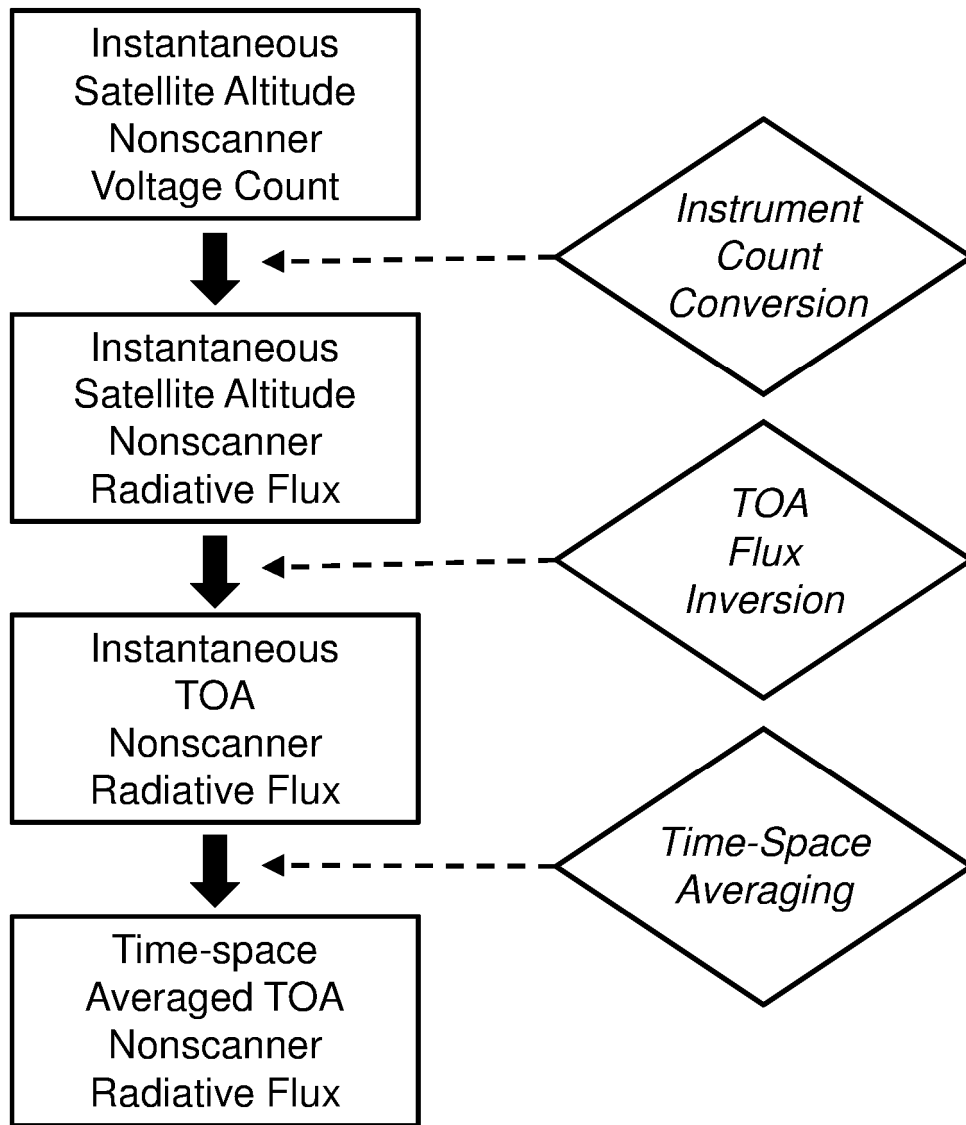 Instantaneous
Satellite Altitude
Nonscanner
Voltage Count
Instrument
Count
Conversion
Instantaneous
Satellite Altitude
Nonscanner
Radiative Flux
TOA
Flux
Inversion
Instantaneous
TOA
Nonscanner
Radiative Flux
Time-Space
Averaging
Time-space
Averaged TOA
Nonscanner
Radiative Flux